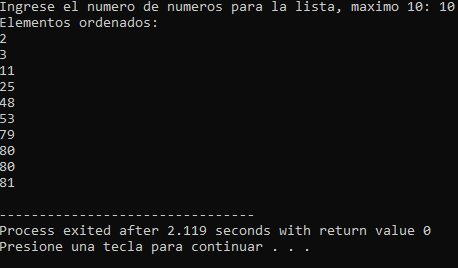 Ingrese el numero de numeros para la lista, maximo 10: 10
Elementos ordenados:
2
3
11
25
48
53
79
80
80
81
--------------------------------
Process exited after 2.119 seconds with return value 0
Presione una tecla para continuar . . .